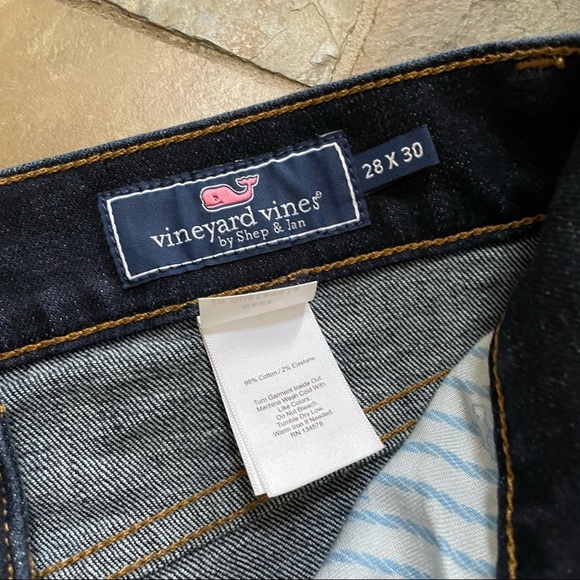 vineyard vines®
by Shep & Ian
28 X 30
98% Cotton / 2% Elastane
Turn Garment Inside Out.
Machine Wash Cold With
Like Colors.
Do Not Bleach.
Tumble Dry Low.
Warm Iron If Needed.
RN 134578